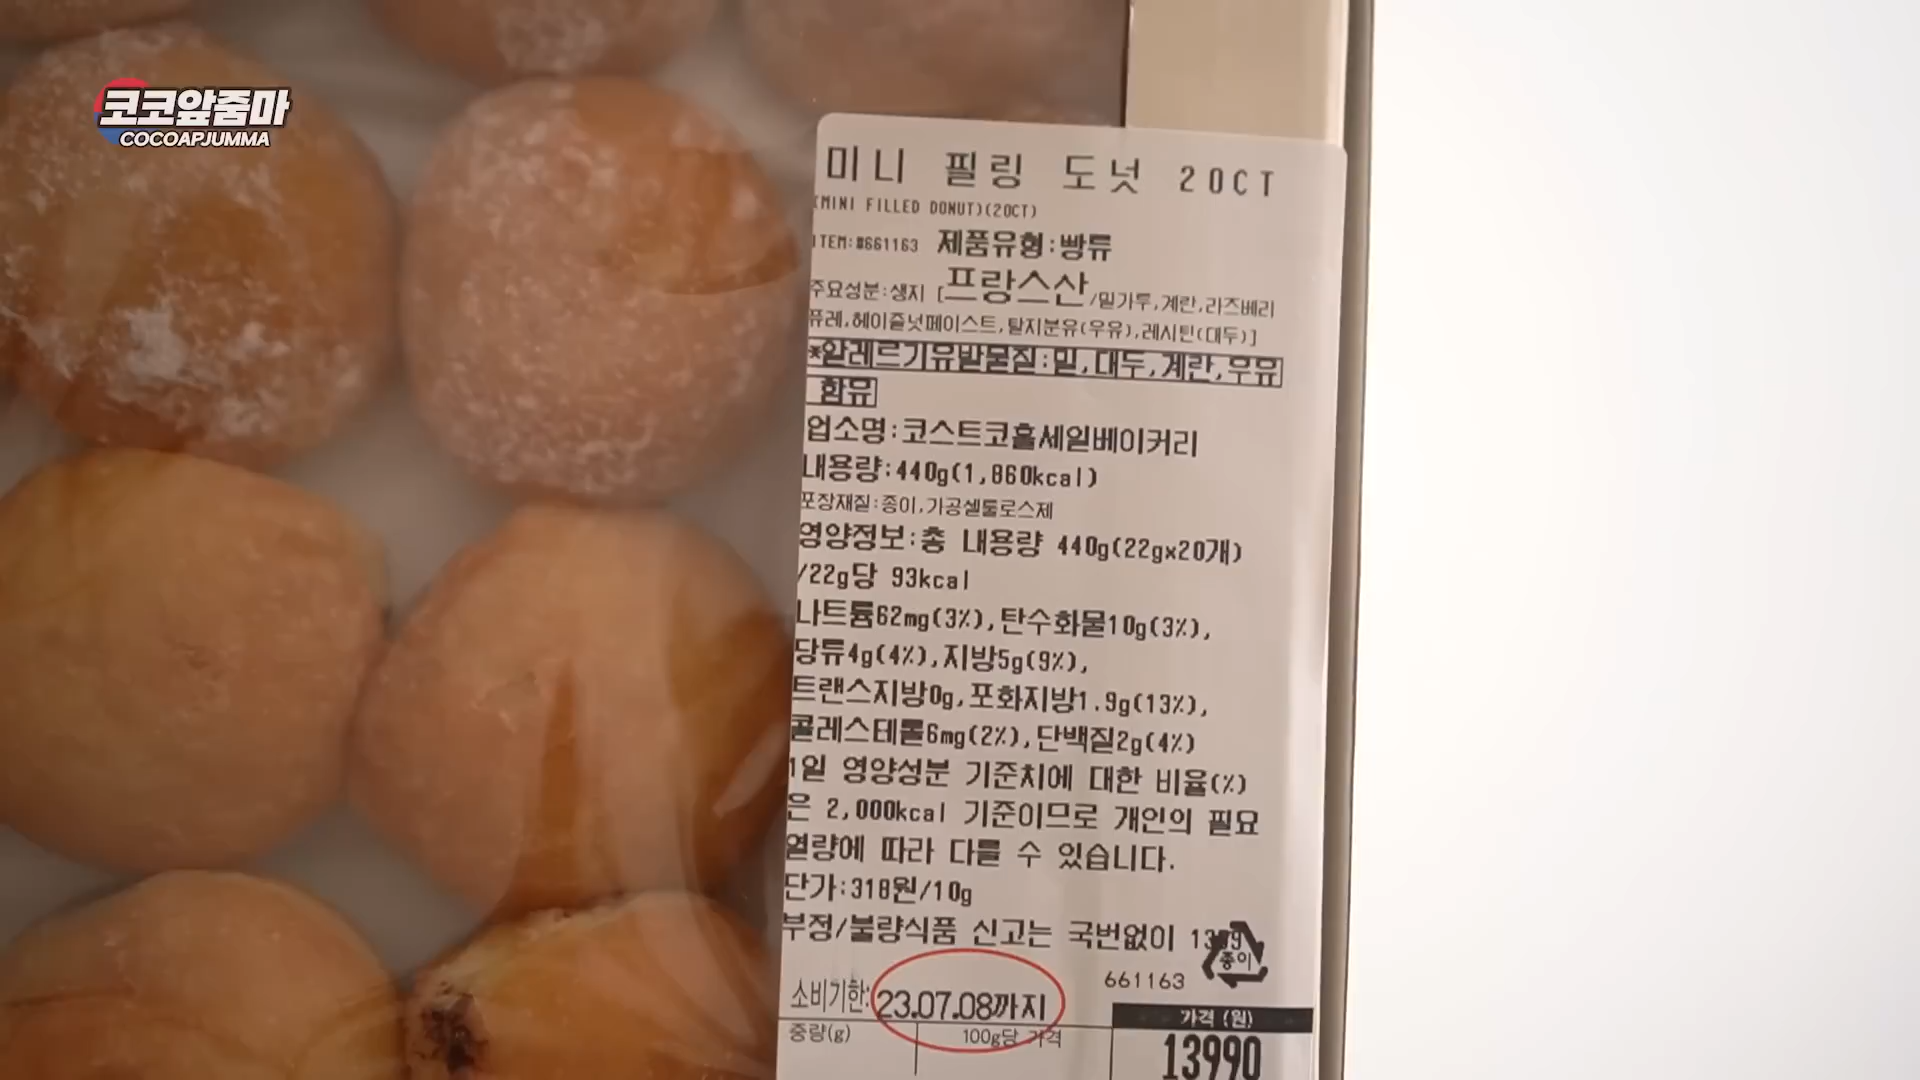 코코앞줌마
COCOAPJUMMA
미니 필링 도넛 20CT
(MINI FILLED DONUT)(20CT)
ITEM:#661163 제품유형:빵류
주요성분:생지 [프랑스산/밀가루,계란,라즈베리
퓨레,헤이즐넛페이스트,탈지분유(우유),레시틴(대두)]
*알레르기유발물질:밀,대두,계란,우유
함유
업소명:코스트코홀세일베이커리
내용량:440g(1,860kcal)
포장재질:종이,가공셀룰로스제
영양정보:총 내용량 440g(22gx20개)
/22g당 93kcal
나트륨62mg(3%),탄수화물10g(3%),
당류4g(4%),지방5g(9%),
트랜스지방0g,포화지방1.9g(13%),
콜레스테롤6mg(2%),단백질2g(4%)
1일 영양성분 기준치에 대한 비율(%)
은 2,000kcal 기준이므로 개인의 필요
열량에 따라 다를 수 있습니다.
단가:318원/10g
부정/불량식품 신고는 국번없이 1399
종이
661163
소비기한:23.07.08까지
가격 (원)
중량(g) 100g당 가격
13990